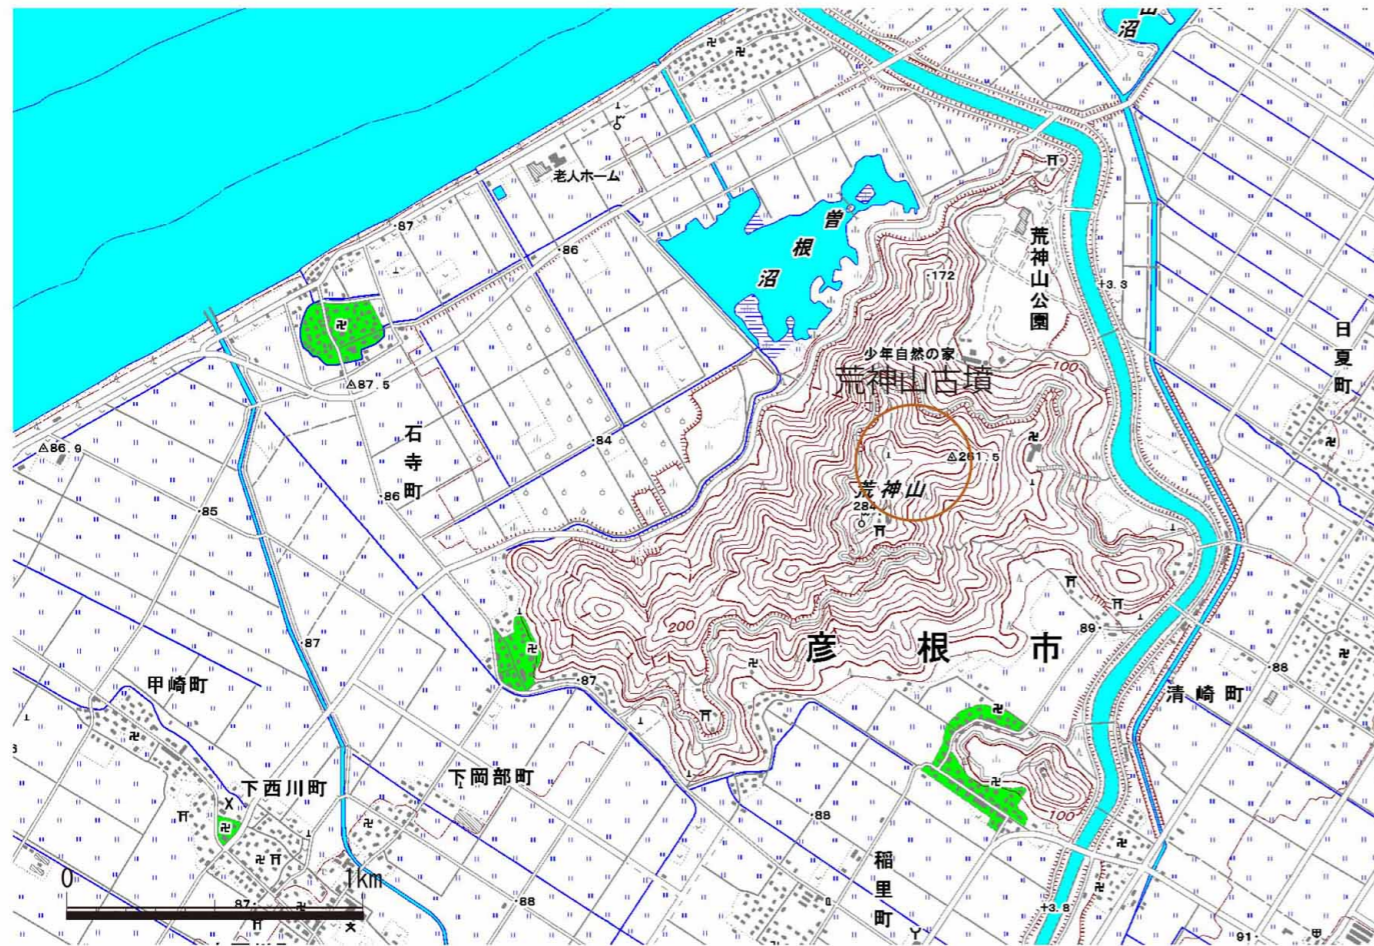 沼
老人ホーム
曽根沼
87
86
172
荒神山公園
+3.3
日夏町
少年自然の家
荒神山古墳
100
87.5
石寺町
84
86.9
261.5
86
荒神山
284
85
200
89
彦根市
87
88
甲崎町
87
清崎町
下岡部町
下西川町
88
100
稲里町
0
1km
87
88
+3.8
91